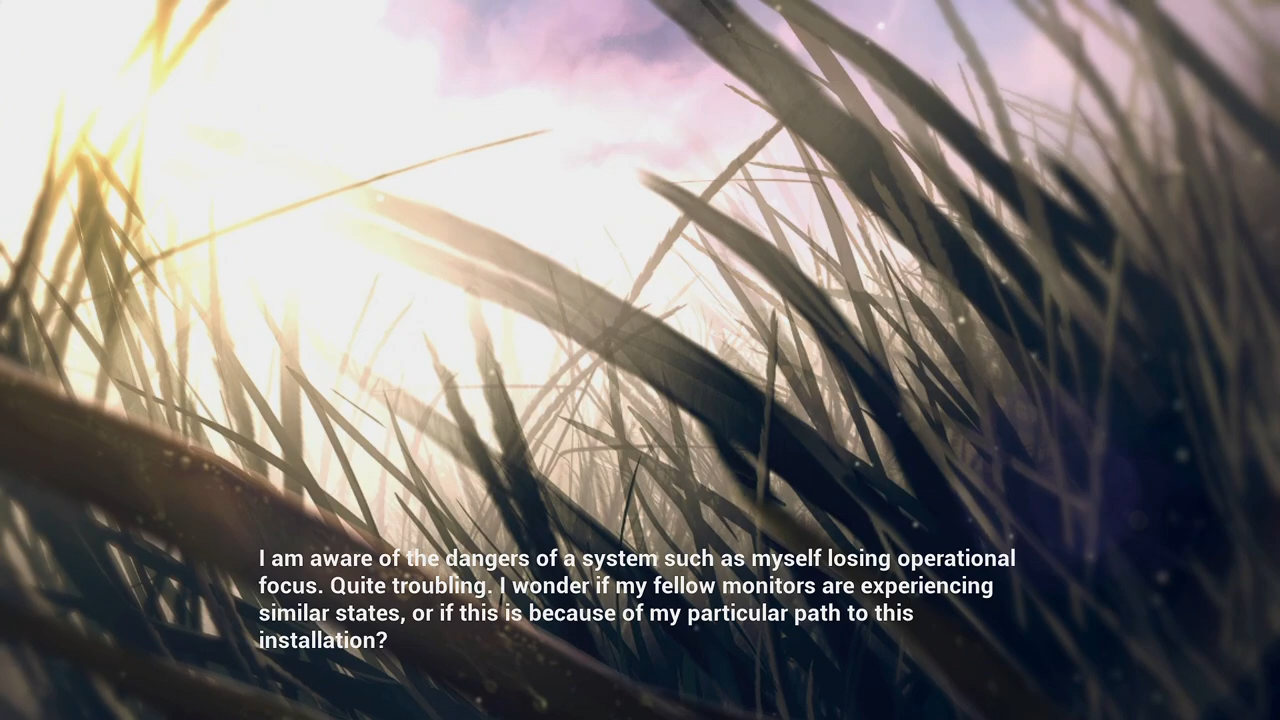 I am aware of the dangers of a system such as myself losing operational
focus. Quite troubling. I wonder if my fellow monitors are experiencing
similar states, or if this is because of my particular path to this
installation?